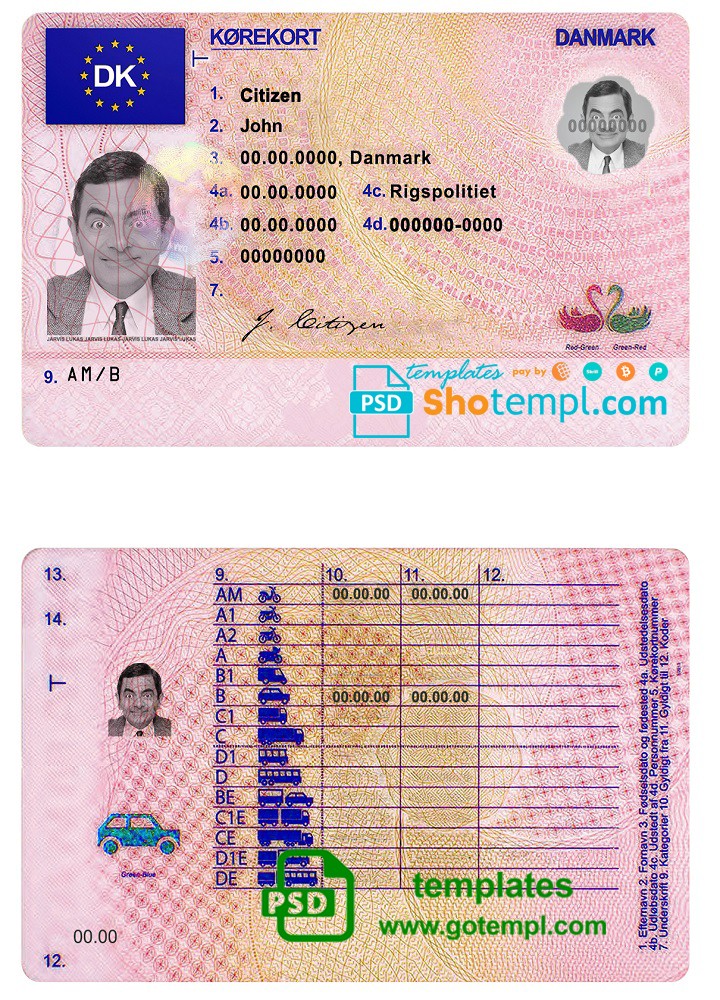 DK
KØREKORT
DANMARK
1. Citizen
2. John
3. 00.00.0000, Danmark
4a. 00.00.0000 4c. Rigspolitiet
4b. 00.00.0000 4d. 000000-0000
5. 00000000
7.
J. Citizen
00000000
JARVIS LUKAS JARVIS LUKAS JARVIS LUKAS JARVIS LUKAS
Red-Green Green-Red
9. AM/B
templates pay by
PSD Shotempl.com
13.
14.
9. 10. 11. 12.
AM 00.00.00 00.00.00
A1
A2
A
B1
B 00.00.00 00.00.00
C1
C
D1
D
BE
C1E
CE
D1E
DE
T
Green-Blue
00.00
12.
PSD templates
www.gotempl.com
1. Efternavn 2. Fornavn 3. Fødselsdato og fødested 4a. Udstedelsesdato
4b. Udløbsdato 4c. Udstedt af 4d. Personnummer 5. Kørekortnummer
7. Underskrift 9. Kategorier 10. Gyldigt fra 11. Gyldigt til 12. Koder